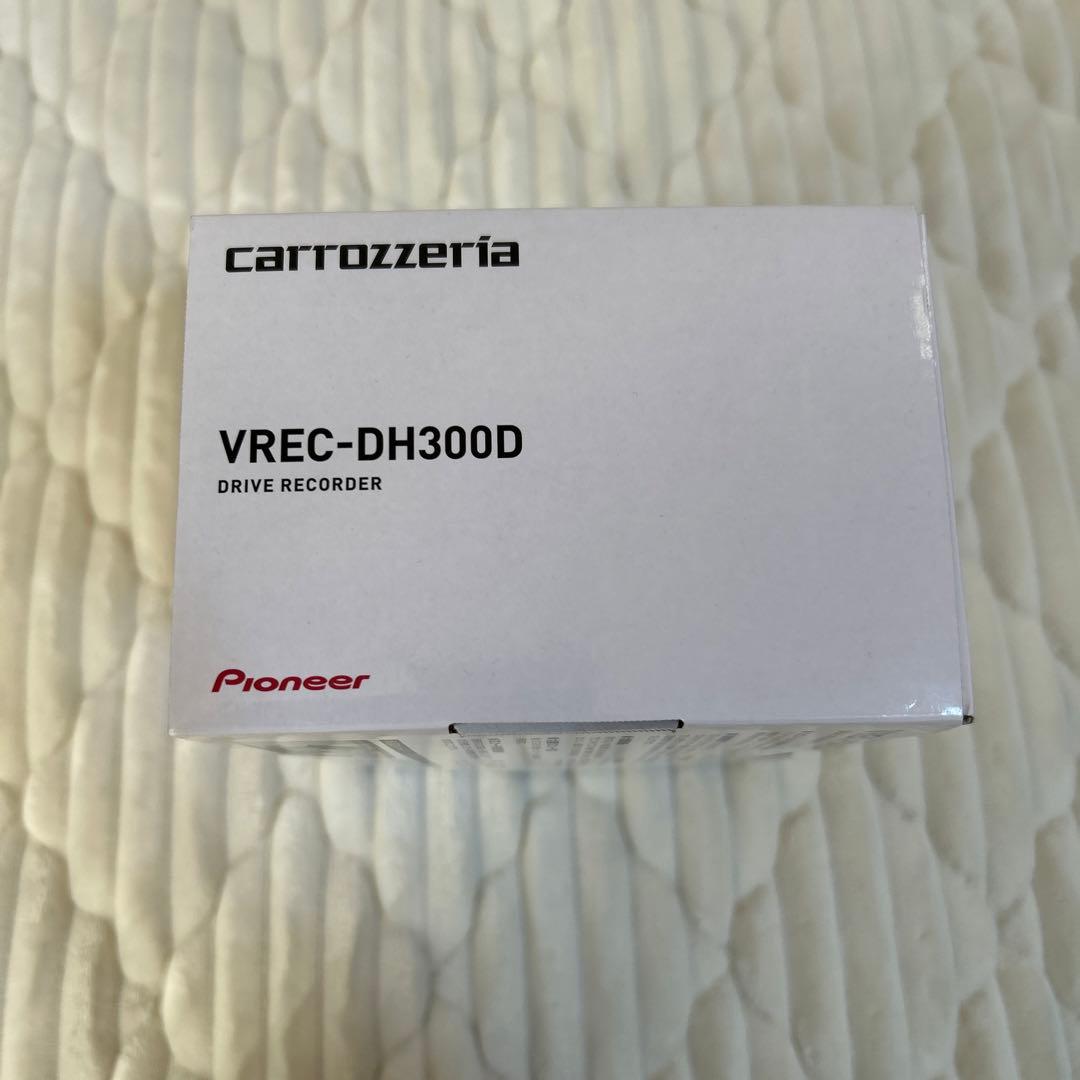 carrozzeria
VREC-DH300D
DRIVE RECORDER
Pioneer